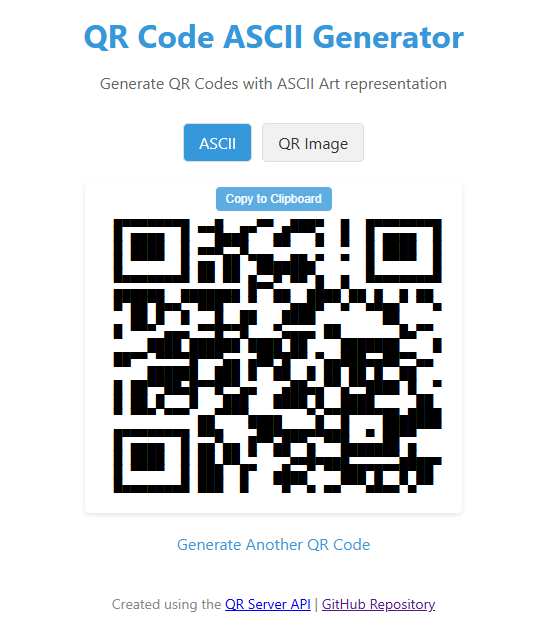 QR Code ASCII Generator
Generate QR Codes with ASCII Art representation
ASCII QR Image
Copy to Clipboard
Generate Another QR Code
Created using the QR Server API | GitHub Repository